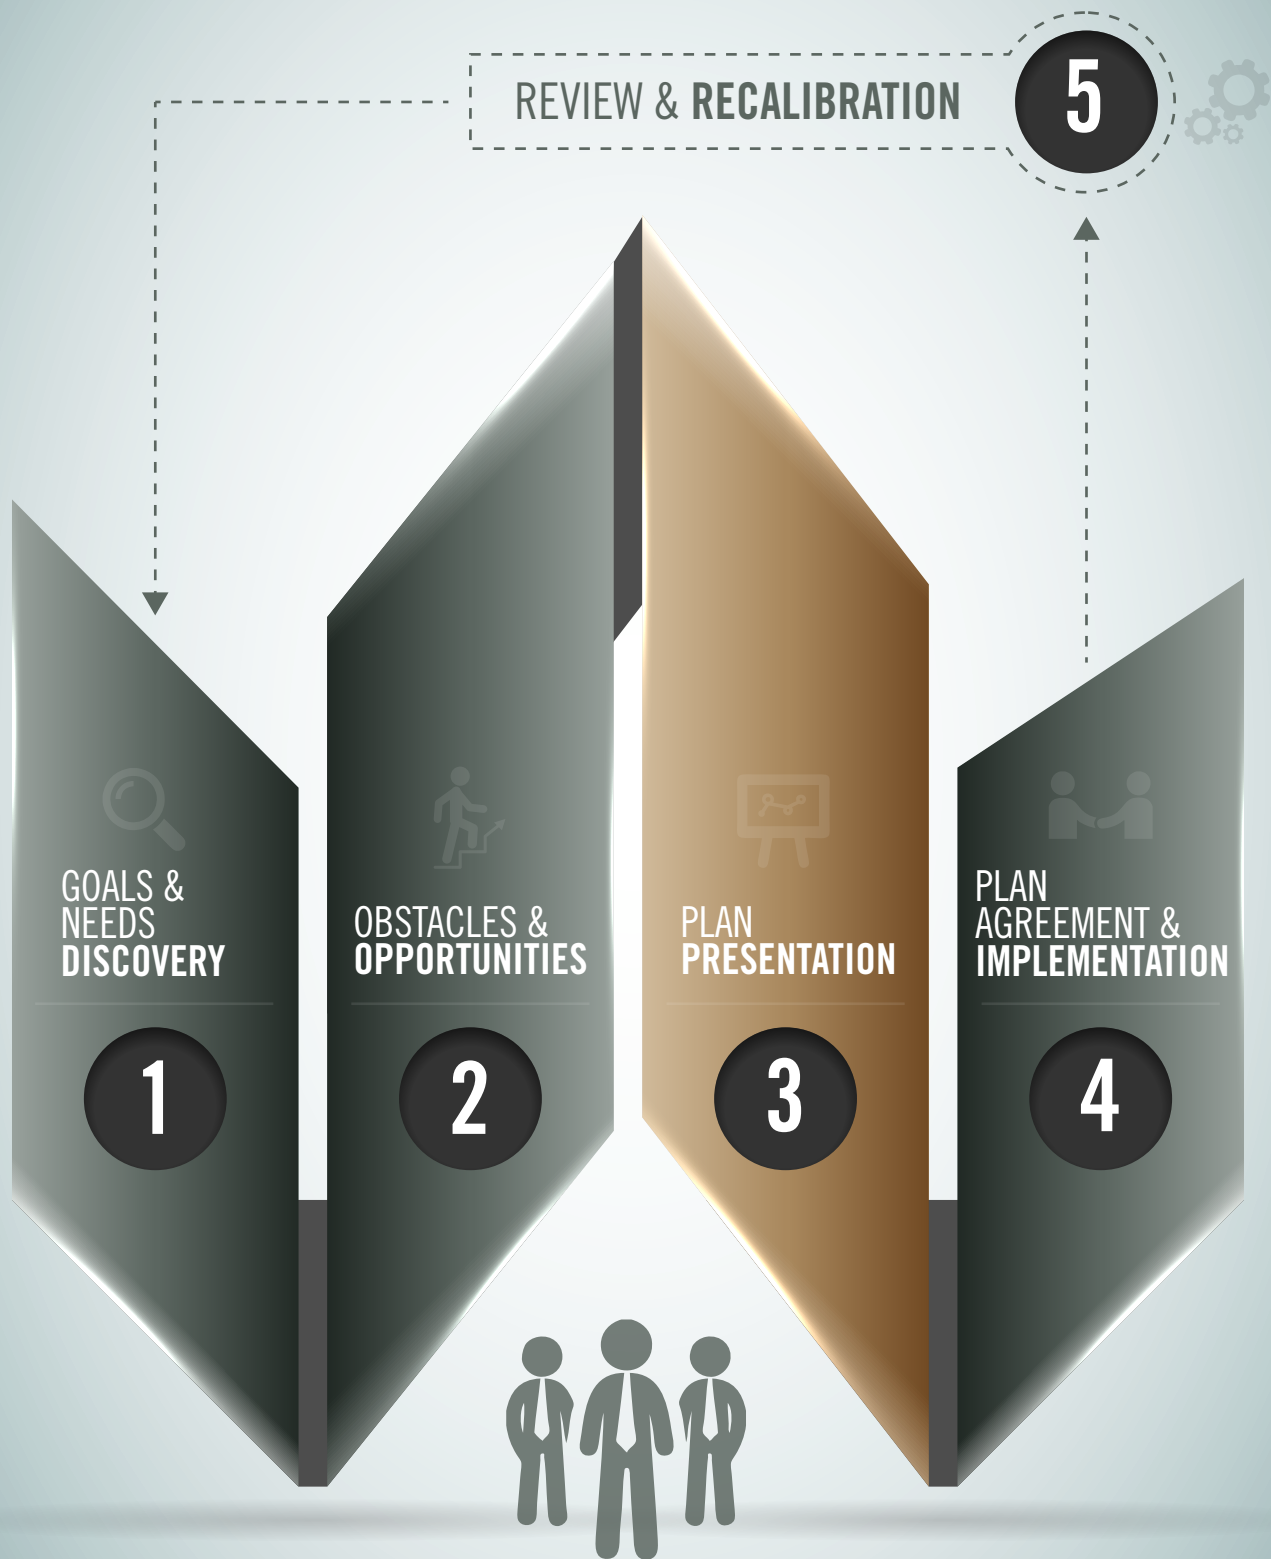 REVIEW & RECALIBRATION
5
GOALS &
NEEDS
DISCOVERY
1
OBSTACLES &
OPPORTUNITIES
2
PLAN
PRESENTATION
3
PLAN
AGREEMENT &
IMPLEMENTATION
4